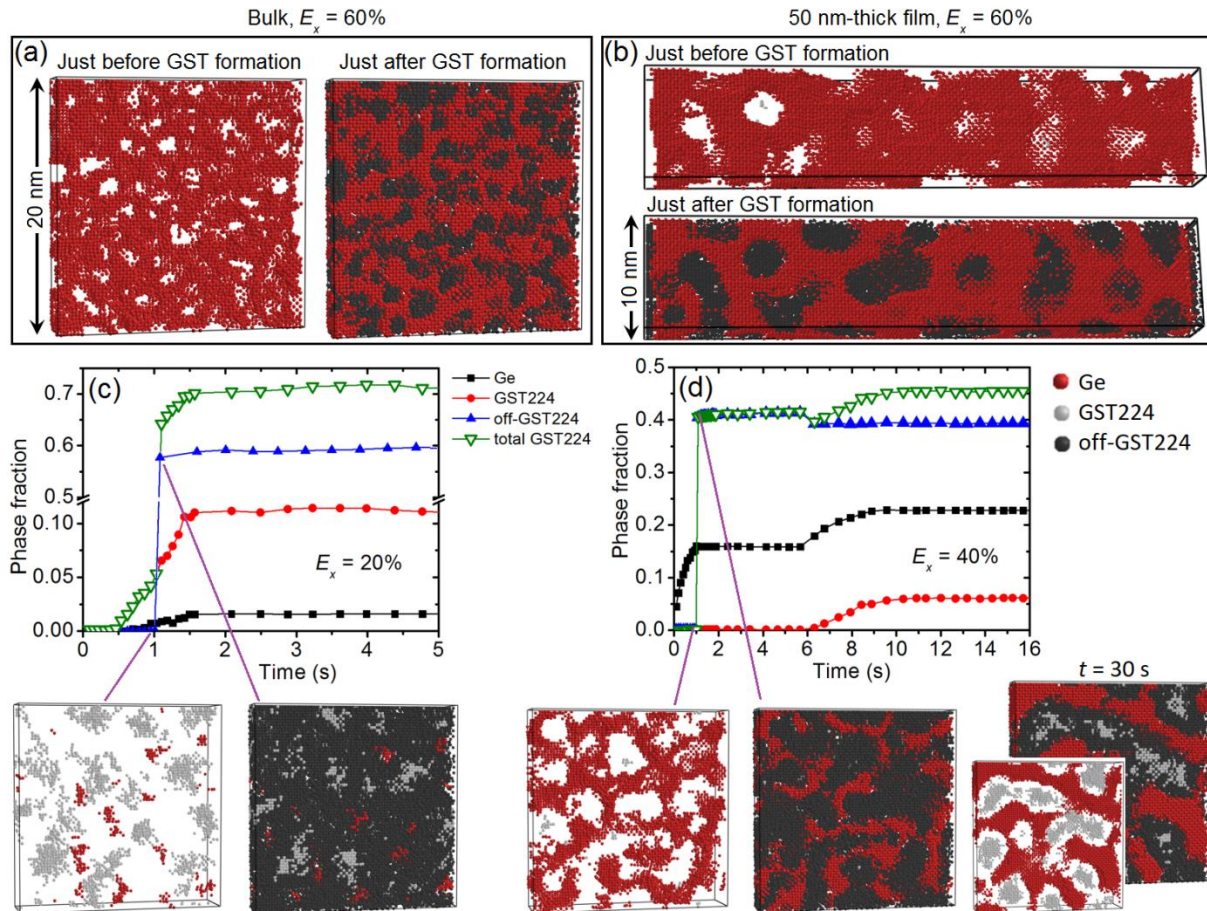 Bulk, Ex = 60%
50 nm-thick film, Ex = 60%
(a)
Just before GST formation
Just after GST formation
20 nm
(b)
Just before GST formation
Just after GST formation
10 nm
(c)
Phase fraction
0.7
0.6
0.5
0.10
0.05
0.00
Ge
GST224
off-GST224
total GST224
Ex = 20%
0 1 2 3 4 5
Time (s)
(d)
Phase fraction
0.5
0.4
0.3
0.2
0.1
0.0
Ex = 40%
0 2 4 6 8 10 12 14 16
Time (s)
Ge
GST224
off-GST224
t = 30 s